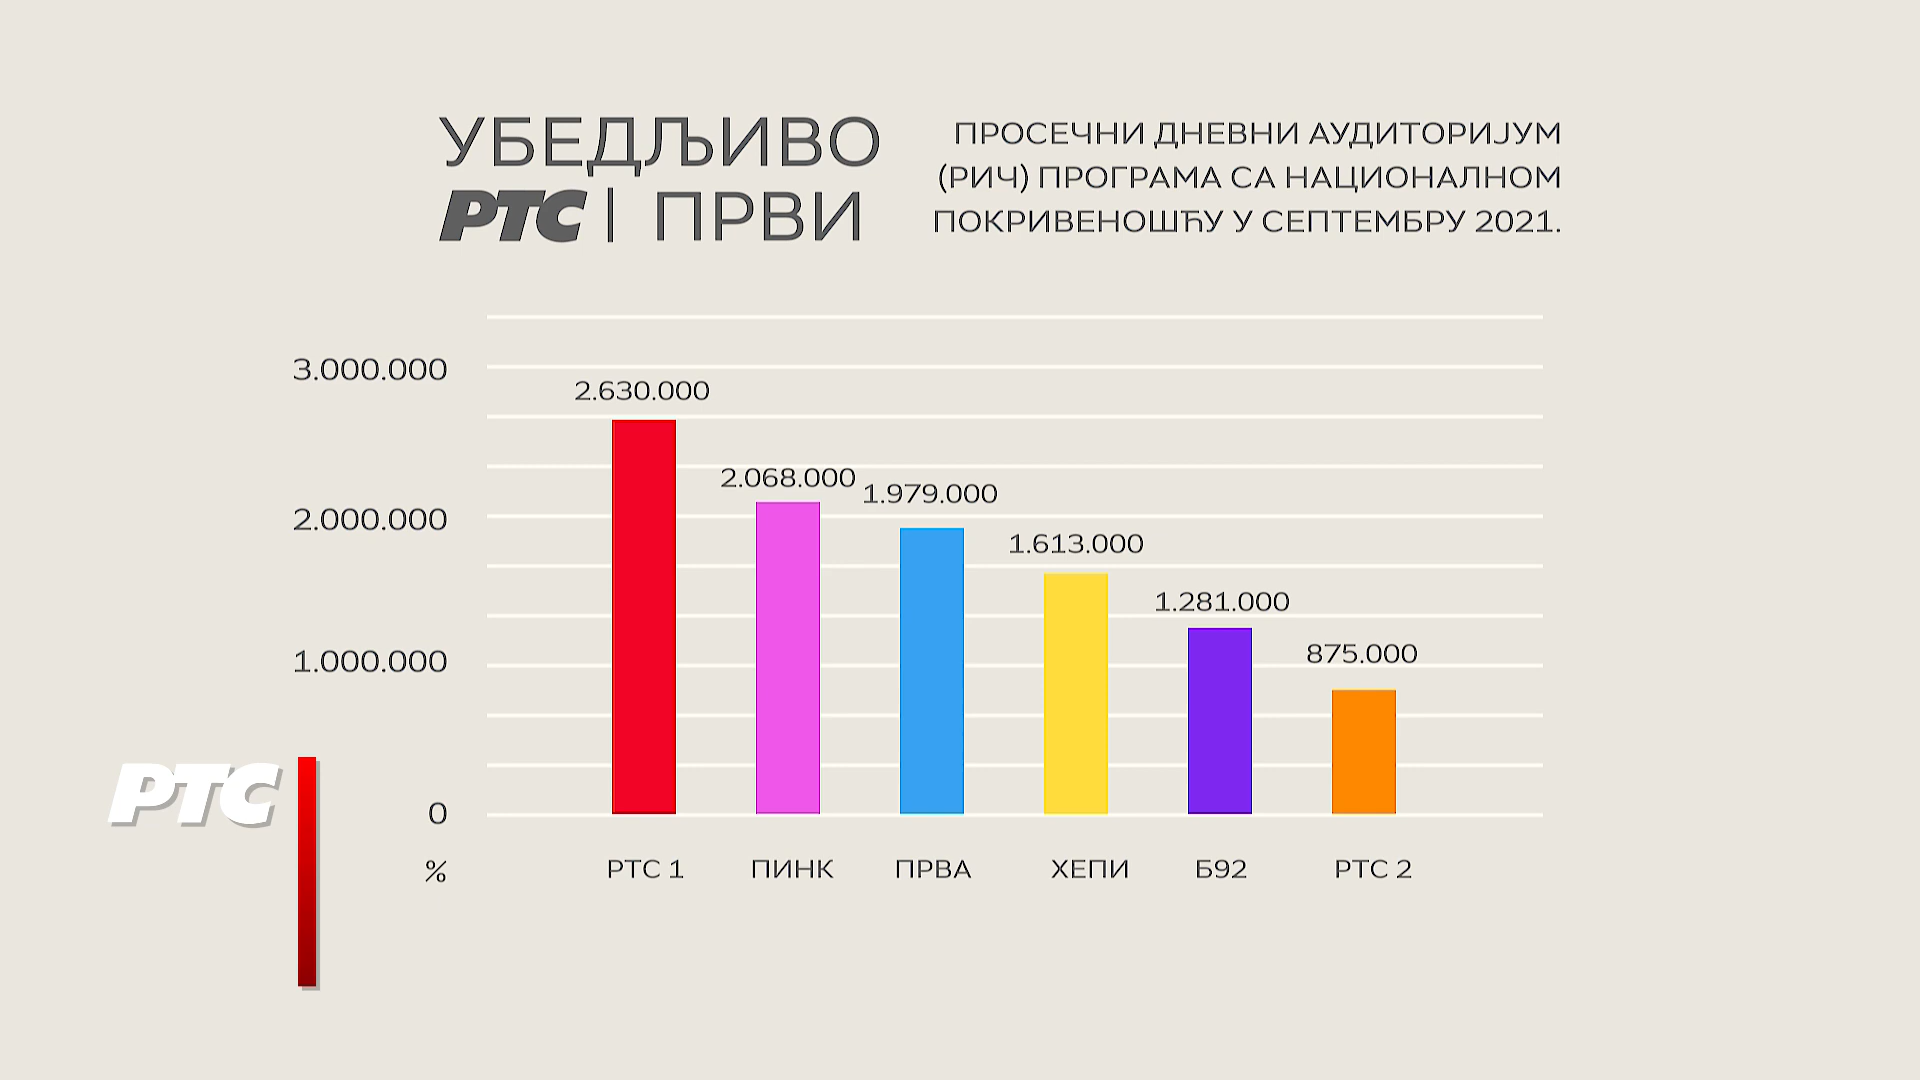 УБЕДЉИВО
РТС | ПРВИ
ПРОСЕЧНИ ДНЕВНИ АУДИТОРИЈУМ
(РИЧ) ПРОГРАМА СА НАЦИОНАЛНОМ
ПОКРИВЕНОШЋУ У СЕПТЕМБРУ 2021.
3.000.000
2.000.000
1.000.000
0
%
2.630.000
2.068.000
1.979.000
1.613.000
1.281.000
875.000
РТС 1
ПИНК
ПРВА
ХЕПИ
Б92
РТС 2
РТС